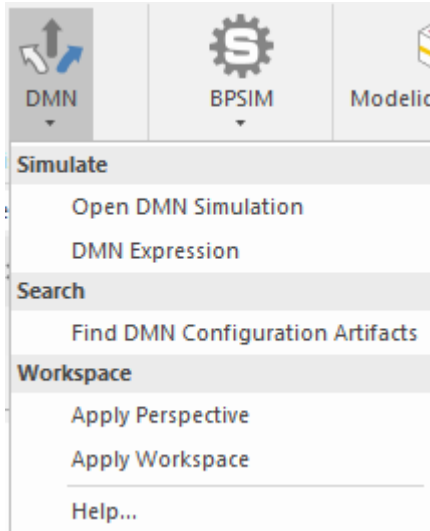 DMN BPSIM
Simulate
Open DMN Simulation
DMN Expression
Search
Find DMN Configuration Artifacts
Workspace
Apply Perspective
Apply Workspace
Help...